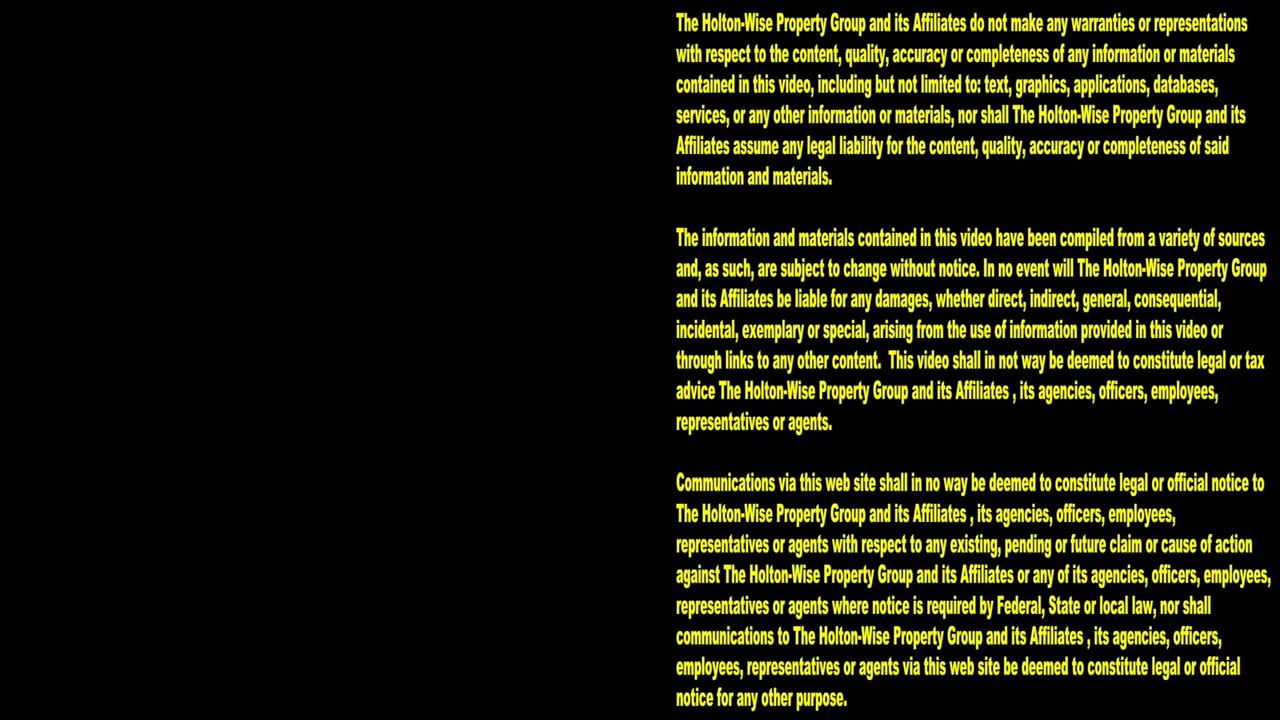 The Holton-Wise Property Group and its Affiliates do not make any warranties or representations
with respect to the content, quality, accuracy or completeness of any information or materials
contained in this video, including but not limited to: text, graphics, applications, databases,
services, or any other information or materials, nor shall The Holton-Wise Property Group and its
Affiliates assume any legal liability for the content, quality, accuracy or completeness of said
information and materials.
The information and materials contained in this video have been compiled from a variety of sources
and, as such, are subject to change without notice. In no event will The Holton-Wise Property Group
and its Affiliates be liable for any damages, whether direct, indirect, general, consequential,
incidental, exemplary or special, arising from the use of information provided in this video or
through links to any other content.  This video shall in not way be deemed to constitute legal or tax
advice The Holton-Wise Property Group and its Affiliates , its agencies, officers, employees,
representatives or agents.
Communications via this web site shall in no way be deemed to constitute legal or official notice to
The Holton-Wise Property Group and its Affiliates , its agencies, officers, employees,
representatives or agents with respect to any existing, pending or future claim or cause of action
against The Holton-Wise Property Group and its Affiliates or any of its agencies, officers, employees,
representatives or agents where notice is required by Federal, State or local law, nor shall
communications to The Holton-Wise Property Group and its Affiliates , its agencies, officers,
employees, representatives or agents via this web site be deemed to constitute legal or official
notice for any other purpose.